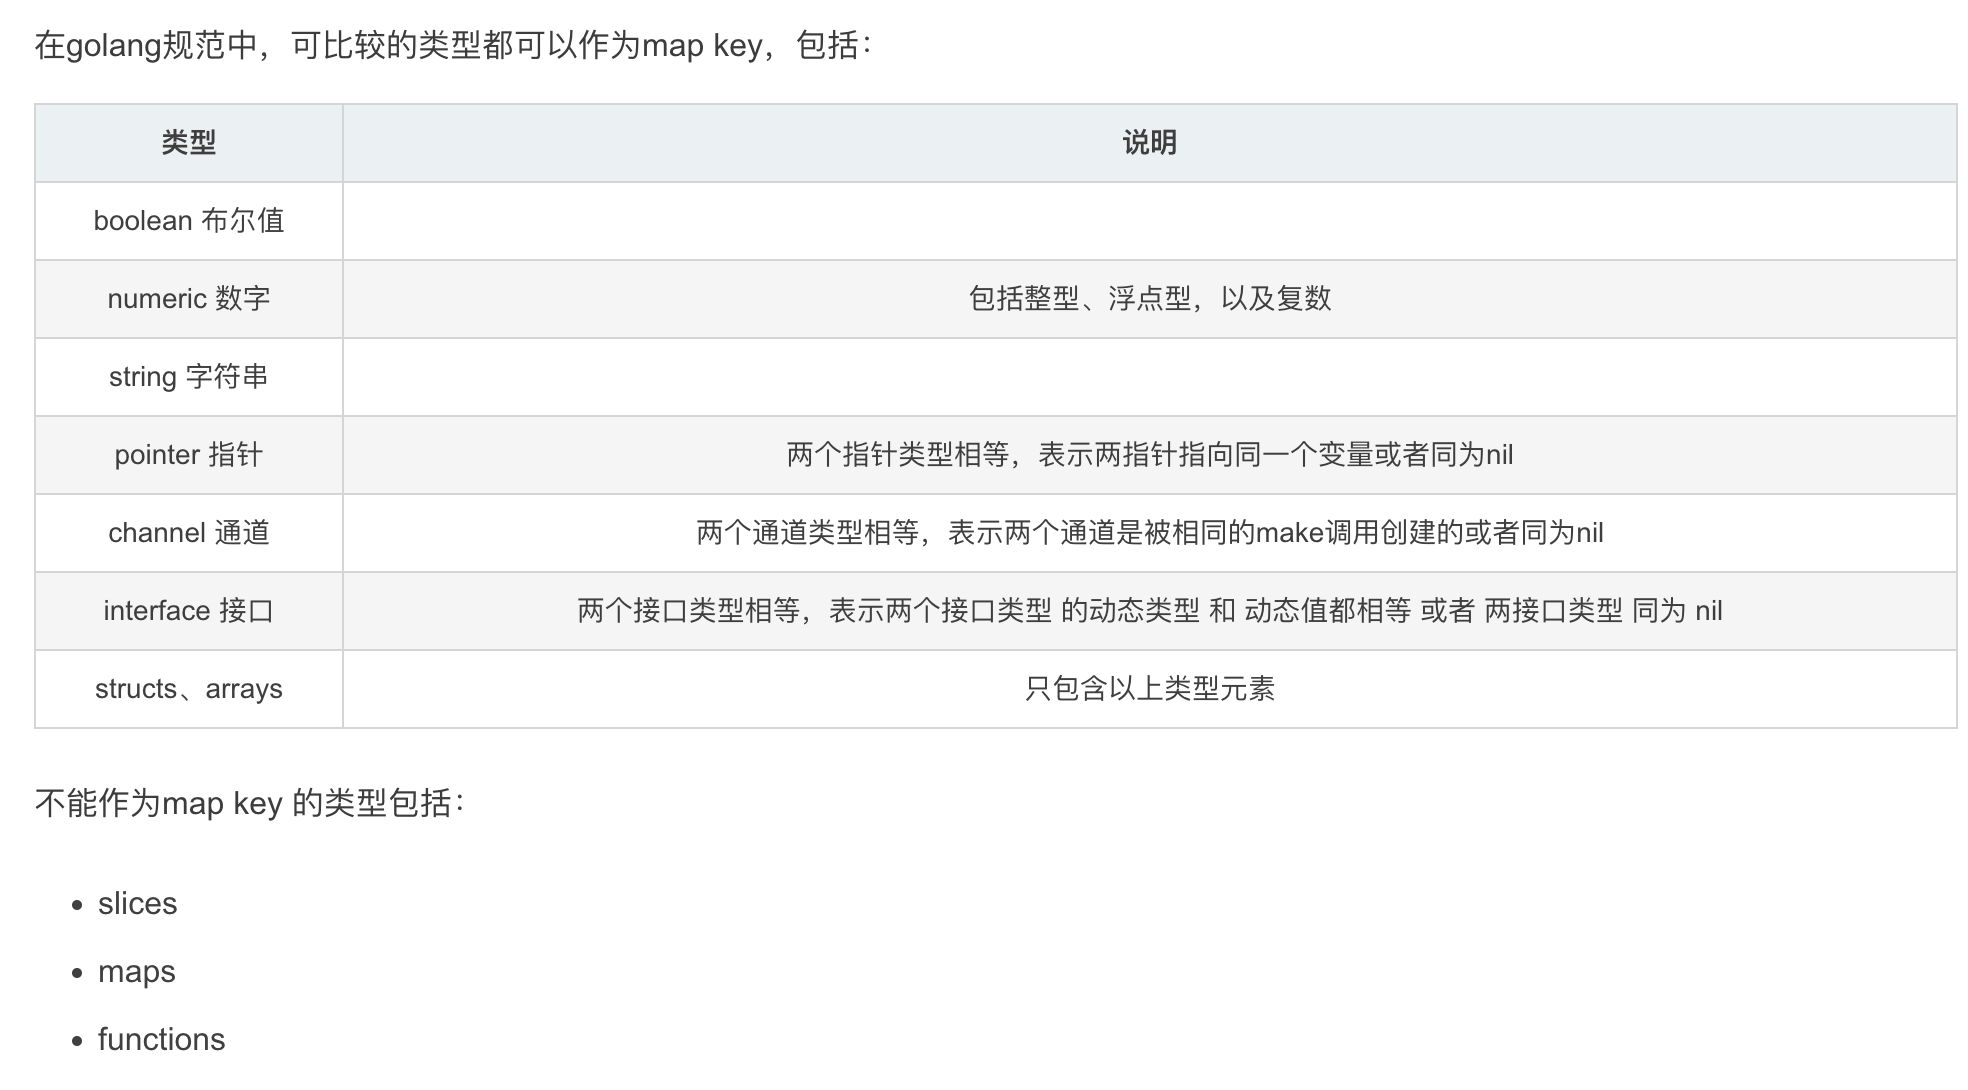 在golang规范中，可比较的类型都可以作为map key，包括：
类型 说明
boolean 布尔值
numeric 数字 包括整型、浮点型，以及复数
string 字符串
pointer 指针 两个指针类型相等，表示两指针指向同一个变量或者同为nil
channel 通道 两个通道类型相等，表示两个通道是被相同的make调用创建的或者同为nil
interface 接口 两个接口类型相等，表示两个接口类型 的动态类型 和 动态值都相等 或者 两接口类型 同为 nil
structs、arrays 只包含以上类型元素
不能作为map key 的类型包括：
• slices
• maps
• functions